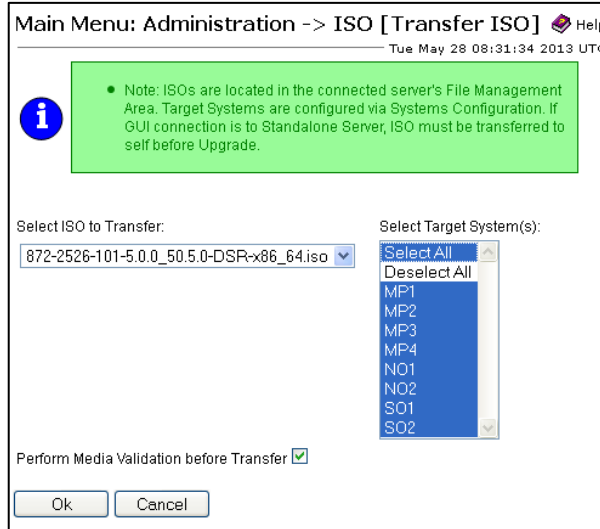 Main Menu: Administration -> ISO [Transfer ISO] Help
Tue May 28 08:31:34 2013 UTC
Note: ISOs are located in the connected server's File Management
Area. Target Systems are configured via Systems Configuration. If
GUI connection is to Standalone Server, ISO must be transferred to
self before Upgrade.
Select ISO to Transfer:
872-2526-101-5.0.0_50.5.0-DSR-x86_64.iso
Select Target System(s):
Select All
Deselect All
MP1
MP2
MP3
MP4
NO1
NO2
SO1
SO2
Perform Media Validation before Transfer
Ok
Cancel